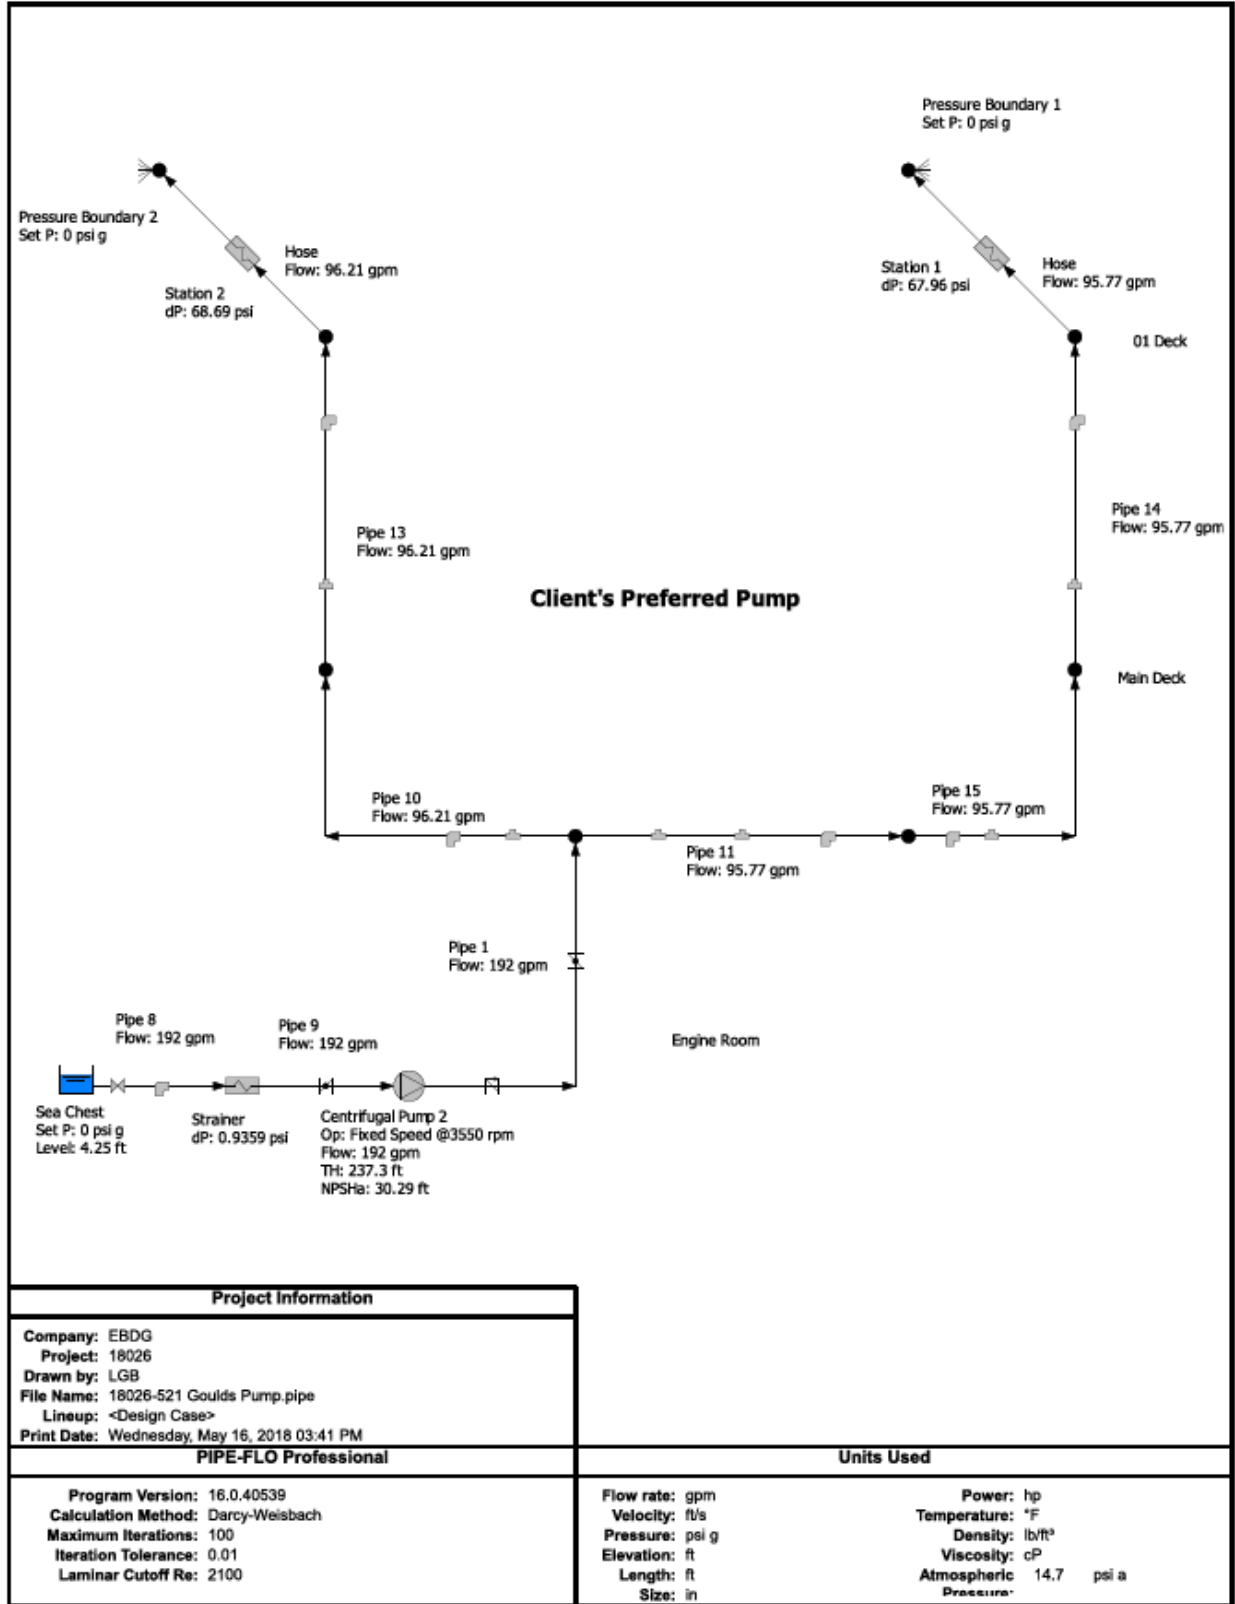 Pressure Boundary 1
Set P: 0 psi g
Pressure Boundary 2
Set P: 0 psi g
Hose
Flow: 96.21 gpm
Station 2
dP: 68.69 psi
Station 1
dP: 67.96 psi
Hose
Flow: 95.77 gpm
01 Deck
Pipe 13
Flow: 96.21 gpm
Pipe 14
Flow: 95.77 gpm
Client's Preferred Pump
Main Deck
Pipe 10
Flow: 96.21 gpm
Pipe 15
Flow: 95.77 gpm
Pipe 11
Flow: 95.77 gpm
Pipe 1
Flow: 192 gpm
Pipe 8
Flow: 192 gpm
Pipe 9
Flow: 192 gpm
Engine Room
Sea Chest
Set P: 0 psi g
Level: 4.25 ft
Strainer
dP: 0.9359 psi
Centrifugal Pump 2
Op: Fixed Speed @3550 rpm
Flow: 192 gpm
TH: 237.3 ft
NPSHa: 30.29 ft
Project Information
Company: EBDG
Project: 18026
Drawn by: LGB
File Name: 18026-521 Goulds Pump.pipe
Lineup: <Design Case>
Print Date: Wednesday, May 16, 2018 03:41 PM
PIPE-FLO Professional
Program Version: 16.0.40539
Calculation Method: Darcy-Weisbach
Maximum Iterations: 100
Iteration Tolerance: 0.01
Laminar Cutoff Re: 2100
Units Used
Flow rate: gpm
Velocity: ft/s
Pressure: psi g
Elevation: ft
Length: ft
Size: in
Power: hp
Temperature: °F
Density: lb/ft³
Viscosity: cP
Atmospheric 14.7 psi a
Pressure: